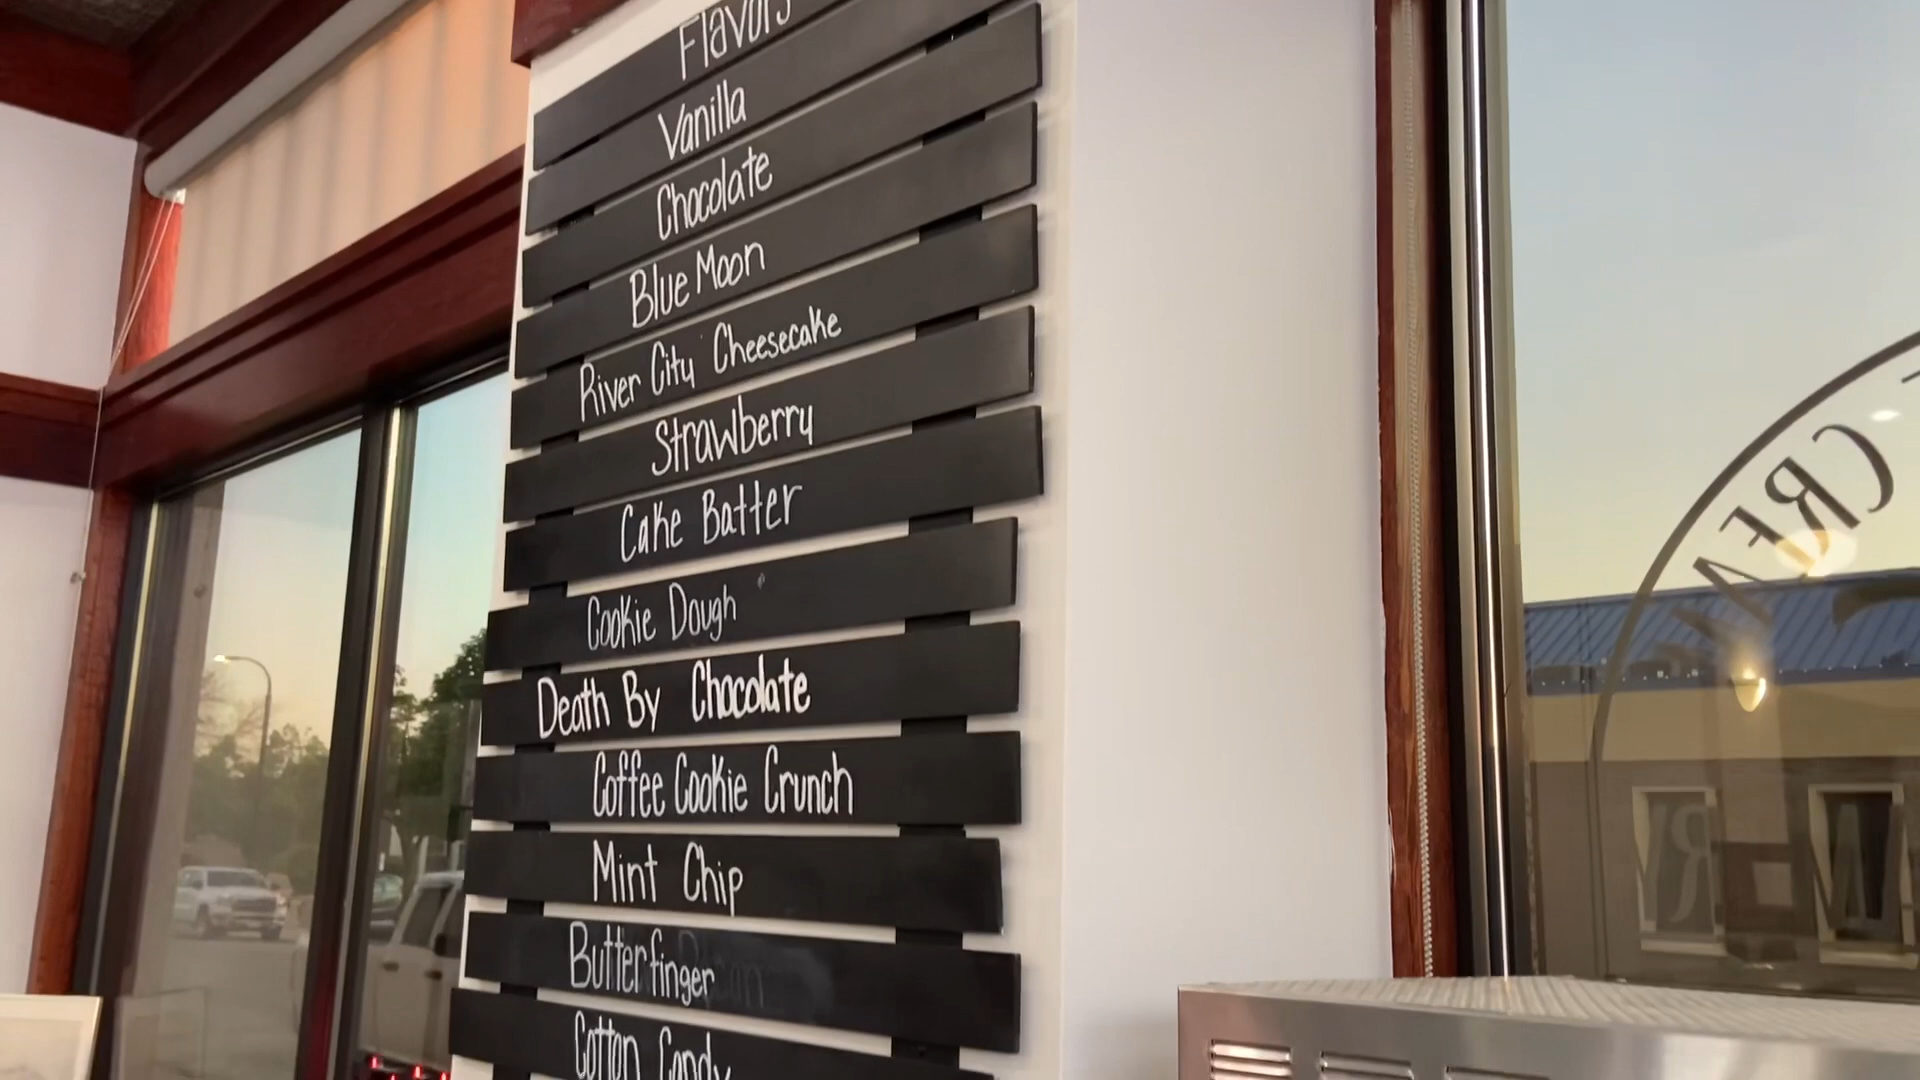 Flavors
Vanilla
Chocolate
Blue Moon
River City Cheesecake
Strawberry
Cake Batter
Cookie Dough
Death By Chocolate
Coffee Cookie Crunch
Mint Chip
Butterfinger
Cotton Candy
CREA